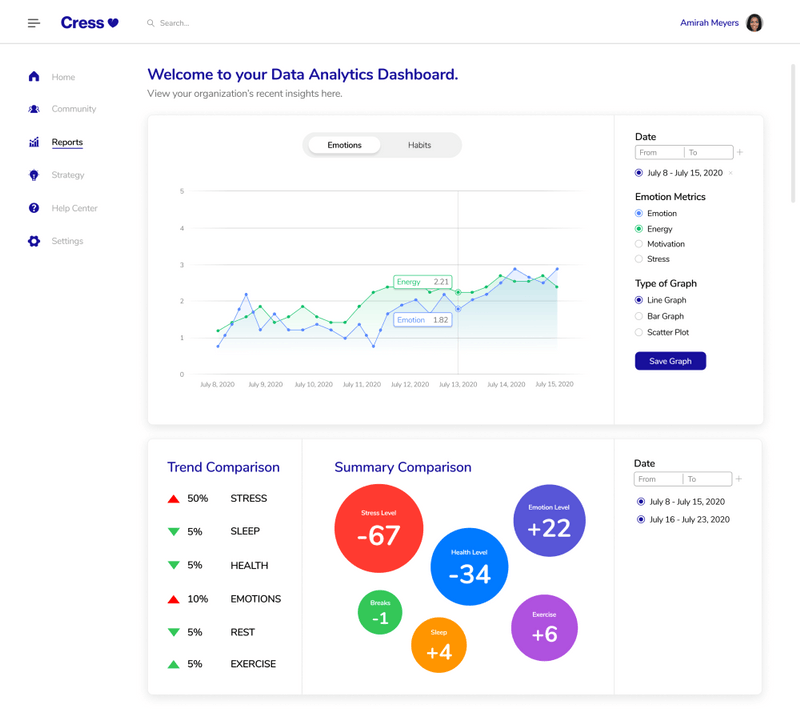 Cress
Search...
Amirah Meyers
Home
Community
Reports
Strategy
Help Center
Settings
Welcome to your Data Analytics Dashboard.
View your organization's recent insights here.
Emotions
Habits
5
4
3
2
1
0
Energy 2.21
Emotion 1.82
July 8, 2020
July 9, 2020
July 10, 2020
July 11, 2020
July 12, 2020
July 13, 2020
July 14, 2020
July 15, 2020
Date
From To +
July 8 - July 15, 2020 ×
Emotion Metrics
Emotion
Energy
Motivation
Stress
Type of Graph
Line Graph
Bar Graph
Scatter Plot
Save Graph
Trend Comparison
50% STRESS
5% SLEEP
5% HEALTH
10% EMOTIONS
5% REST
5% EXERCISE
Summary Comparison
Stress Level
-67
Emotion Level
+22
Health Level
-34
Breaks
-1
Sleep
+4
Exercise
+6
Date
From To +
July 8 - July 15, 2020
July 16 - July 23, 2020